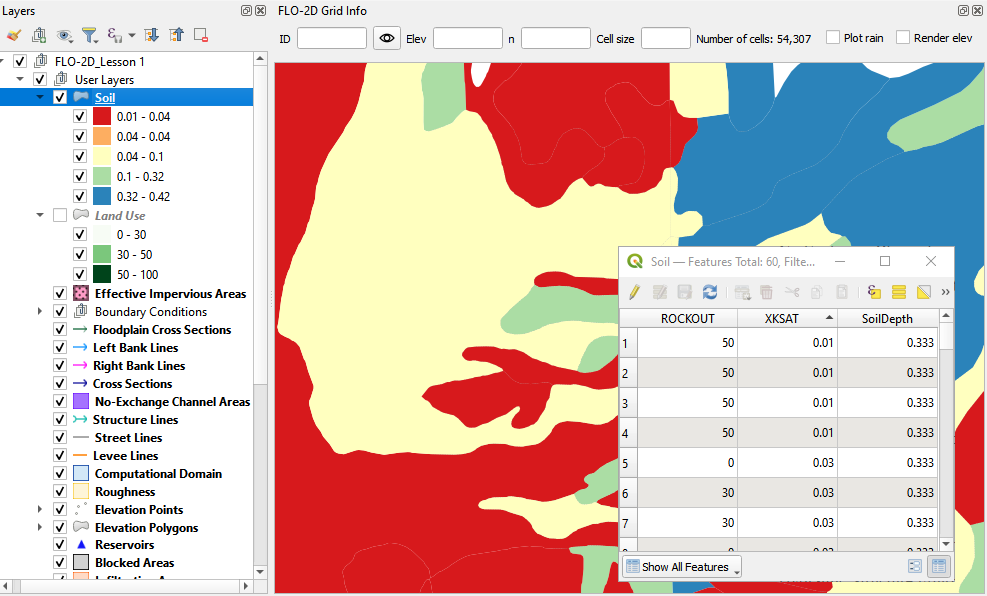 Layers
FLO-2D_Lesson 1
User Layers
Soil
0.01 - 0.04
0.04 - 0.04
0.04 - 0.1
0.1 - 0.32
0.32 - 0.42
Land Use
0 - 30
30 - 50
50 - 100
Effective Impervious Areas
Boundary Conditions
Floodplain Cross Sections
Left Bank Lines
Right Bank Lines
Cross Sections
No-Exchange Channel Areas
Structure Lines
Street Lines
Levee Lines
Computational Domain
Roughness
Elevation Points
Elevation Polygons
Reservoirs
Blocked Areas
FLO-2D Grid Info
ID Elev n Cell size Number of cells: 54,307 Plot rain Render elev
Soil — Features Total: 60, Filte...
ROCKOUT XKSAT SoilDepth
1 50 0.01 0.333
2 50 0.01 0.333
3 50 0.01 0.333
4 50 0.01 0.333
5 0 0.03 0.333
6 30 0.03 0.333
7 30 0.03 0.333
Show All Features